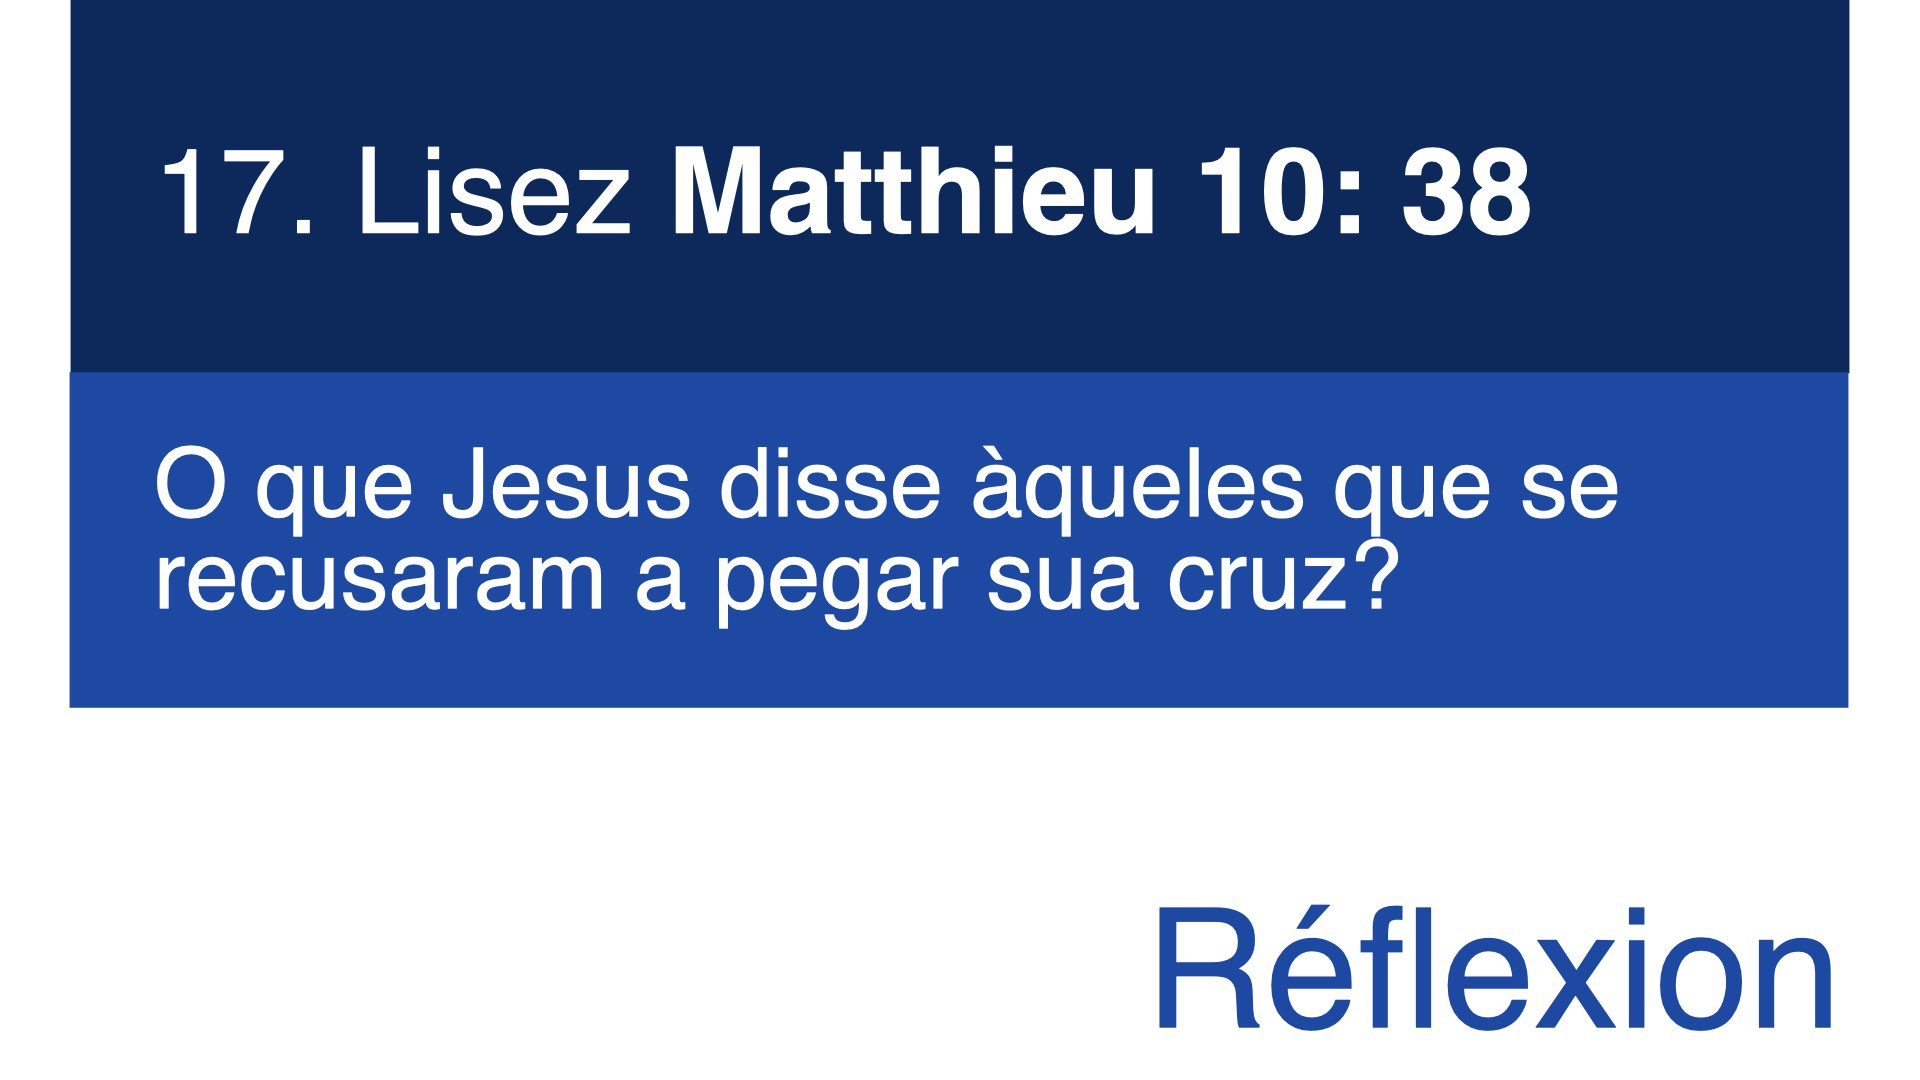 17. Lisez Matthieu 10: 38
O que Jesus disse àqueles que se
recusaram a pegar sua cruz?
Réflexion